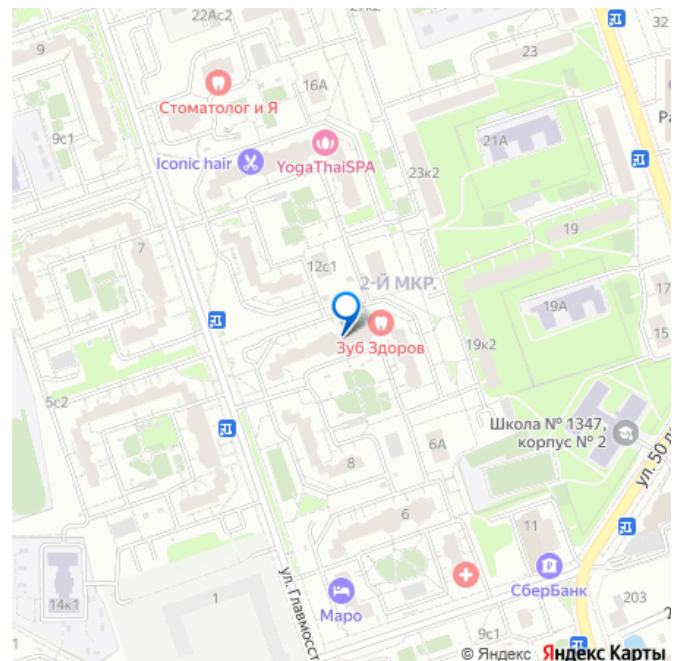 22Ас2
32
9
23
16А
Стоматолог и Я
9с1
21А
Iconic hair
YogaThaiSPA
23к2
7
19
12с1
2-Й МКР.
17
19А
15
Зуб Здоров
19к2
5с2
Школа № 1347,
корпус № 2
6А
8
ул. 50 л
6
11
СберБанк
14к1
1
Маро
203
ул. Главмосст
9с1
© Яндекс Яндекс Карты